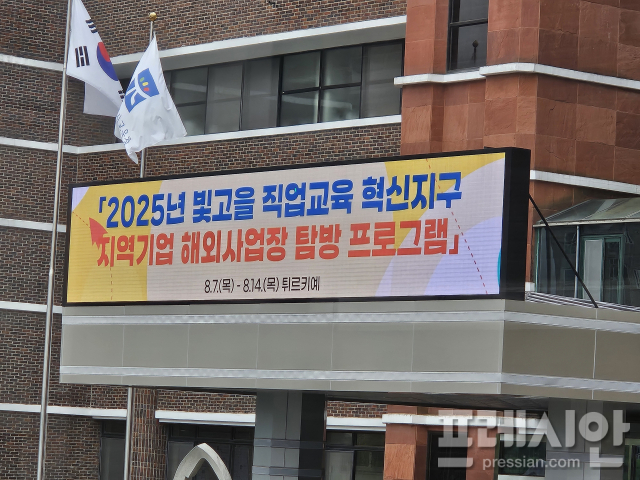 「2025년 빛고을 직업교육 혁신지구
지역기업 해외사업장 탐방 프로그램」
8.7.(목) - 8.14.(목) 튀르키예
프레시안
pressian.com